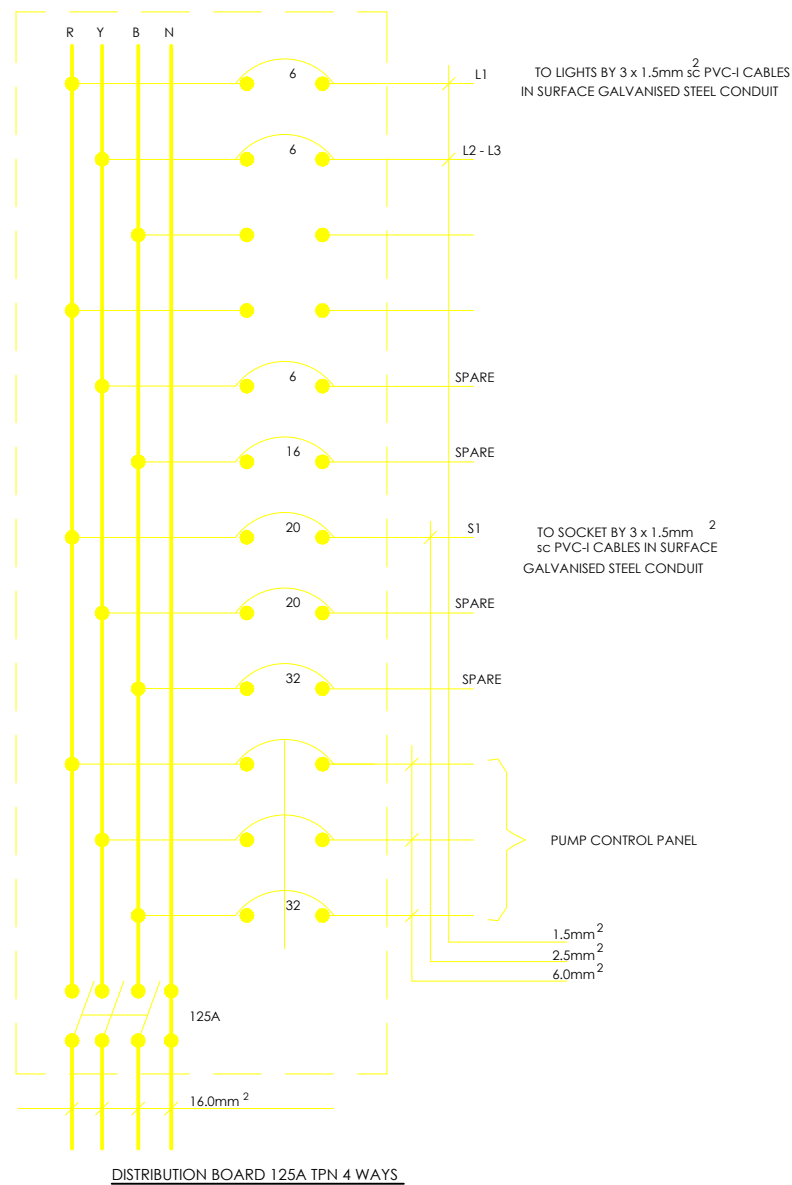 R Y B N
6 L1 TO LIGHTS BY 3 x 1.5mm² sc PVC-I CABLES
IN SURFACE GALVANISED STEEL CONDUIT
6 L2 - L3
6 SPARE
16 SPARE
20 S1 TO SOCKET BY 3 x 1.5mm²
sc PVC-I CABLES IN SURFACE
GALVANISED STEEL CONDUIT
20 SPARE
32 SPARE
PUMP CONTROL PANEL
32
1.5mm²
2.5mm²
6.0mm²
125A
16.0mm²
DISTRIBUTION BOARD 125A TPN 4 WAYS